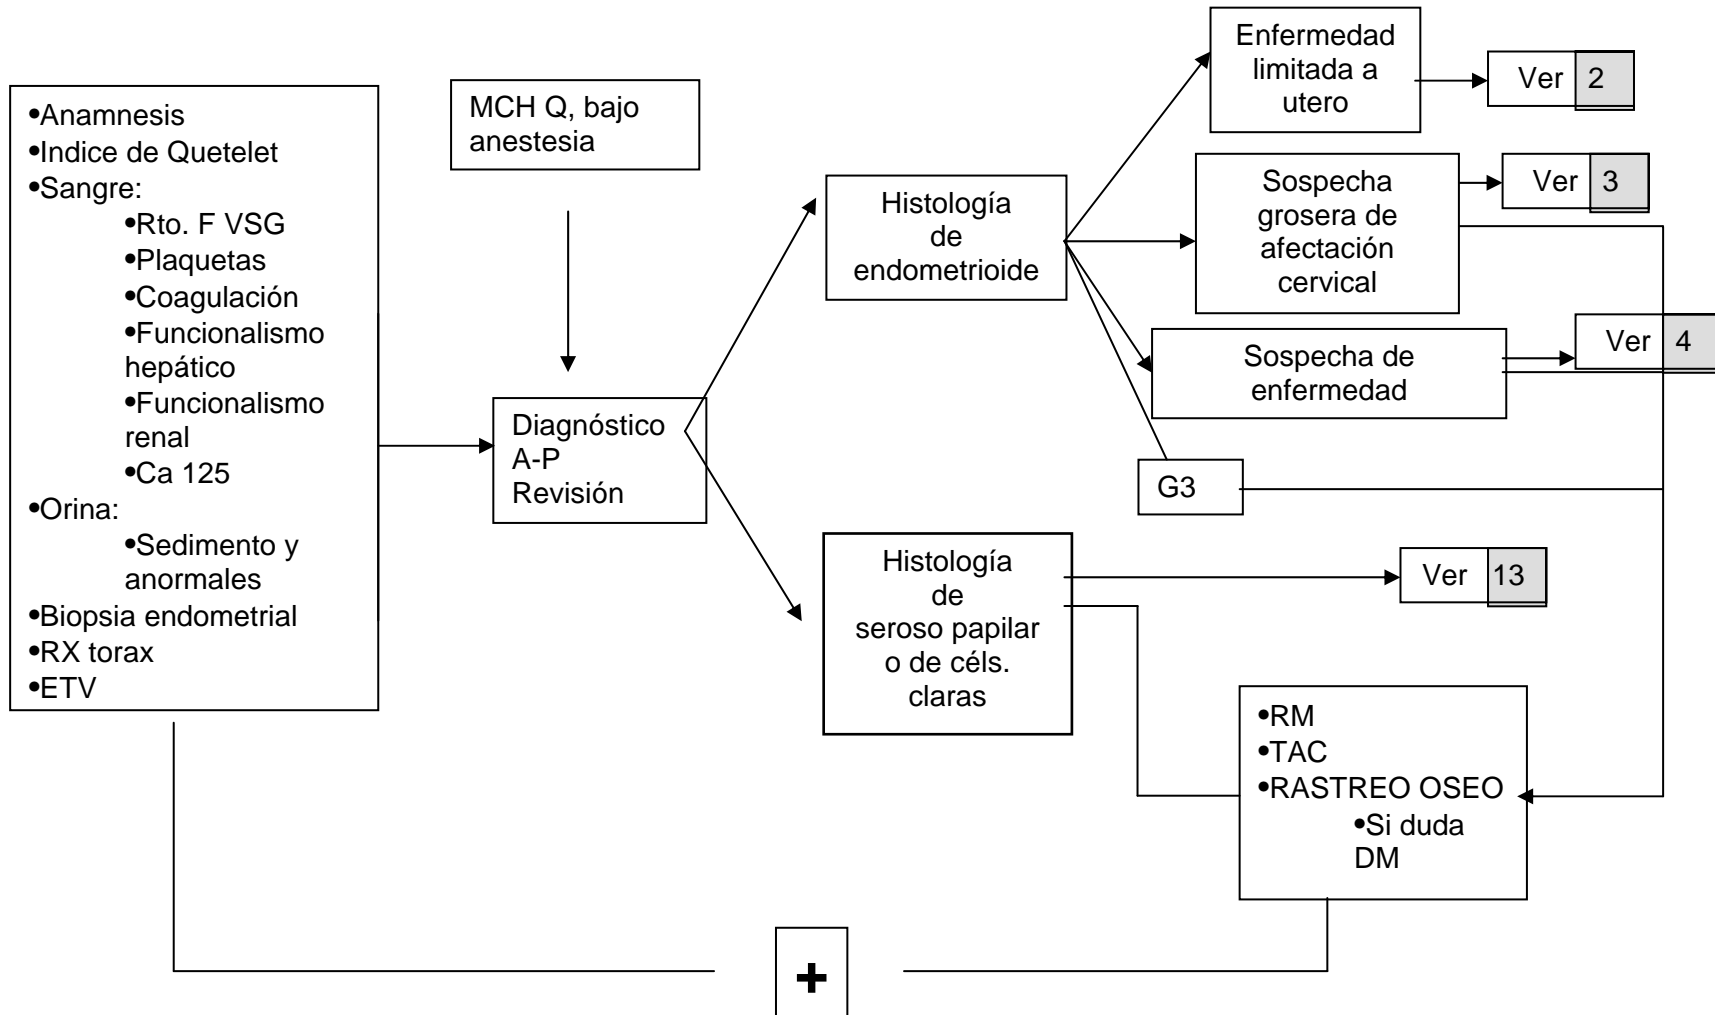 •Anamnesis
•Indice de Quetelet
•Sangre:
•Rto. F VSG
•Plaquetas
•Coagulación
•Funcionalismo
hepático
•Funcionalismo
renal
•Ca 125
•Orina:
•Sedimento y
anormales
•Biopsia endometrial
•RX torax
•ETV
MCH Q, bajo
anestesia
Diagnóstico
A-P
Revisión
Histología
de
endometrioide
Enfermedad
limitada a
utero
Ver 2
Sospecha
grosera de
afectación
cervical
Ver 3
Sospecha de
enfermedad
Ver 4
G3
Histología
de
seroso papilar
o de céls.
claras
Ver 13
•RM
•TAC
•RASTREO OSEO
•Si duda
DM
+